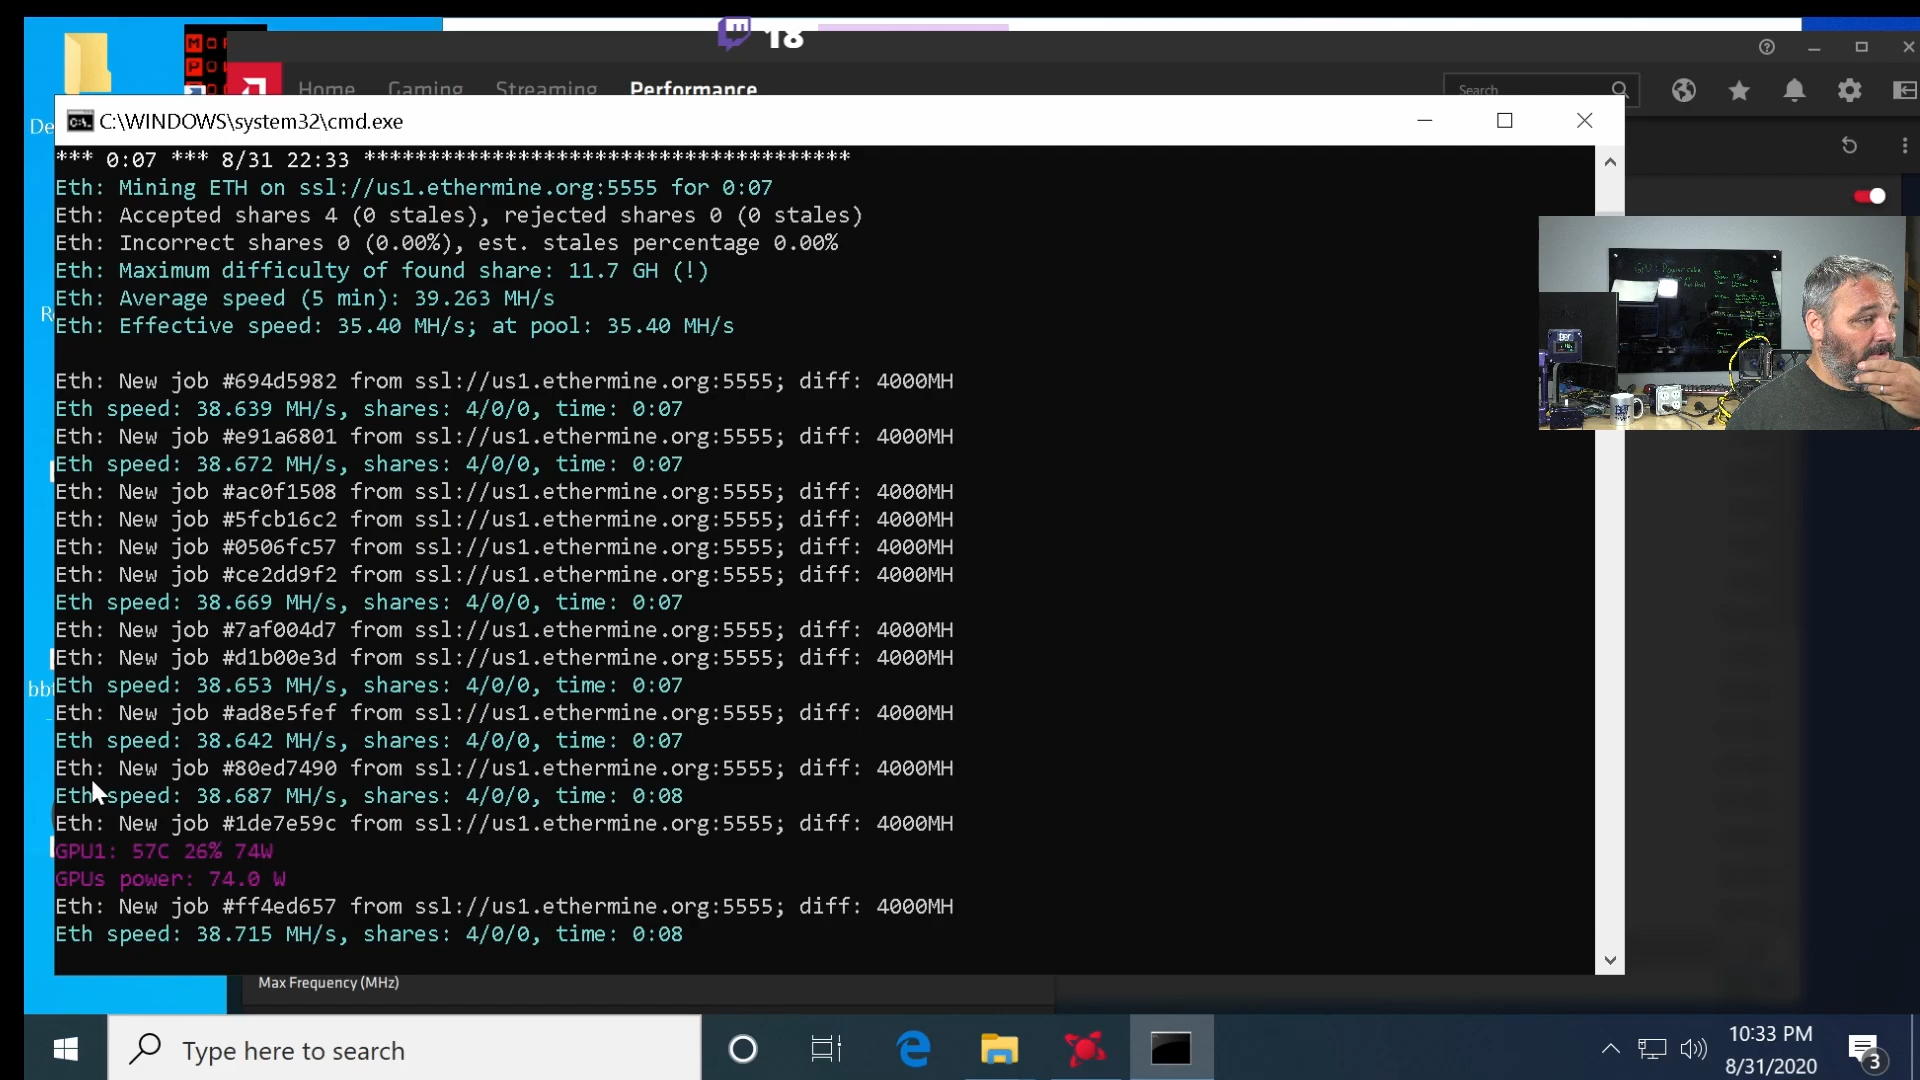 18
Home Gaming Streaming Performance
Search
C:\WINDOWS\system32\cmd.exe
*** 0:07 *** 8/31 22:33 **************************************
Eth: Mining ETH on ssl://us1.ethermine.org:5555 for 0:07
Eth: Accepted shares 4 (0 stales), rejected shares 0 (0 stales)
Eth: Incorrect shares 0 (0.00%), est. stales percentage 0.00%
Eth: Maximum difficulty of found share: 11.7 GH (!)
Eth: Average speed (5 min): 39.263 MH/s
Eth: Effective speed: 35.40 MH/s; at pool: 35.40 MH/s
Eth: New job #694d5982 from ssl://us1.ethermine.org:5555; diff: 4000MH
Eth speed: 38.639 MH/s, shares: 4/0/0, time: 0:07
Eth: New job #e91a6801 from ssl://us1.ethermine.org:5555; diff: 4000MH
Eth speed: 38.672 MH/s, shares: 4/0/0, time: 0:07
Eth: New job #ac0f1508 from ssl://us1.ethermine.org:5555; diff: 4000MH
Eth: New job #5fcb16c2 from ssl://us1.ethermine.org:5555; diff: 4000MH
Eth: New job #0506fc57 from ssl://us1.ethermine.org:5555; diff: 4000MH
Eth: New job #ce2dd9f2 from ssl://us1.ethermine.org:5555; diff: 4000MH
Eth speed: 38.669 MH/s, shares: 4/0/0, time: 0:07
Eth: New job #7af004d7 from ssl://us1.ethermine.org:5555; diff: 4000MH
Eth: New job #d1b00e3d from ssl://us1.ethermine.org:5555; diff: 4000MH
Eth speed: 38.653 MH/s, shares: 4/0/0, time: 0:07
Eth: New job #ad8e5fef from ssl://us1.ethermine.org:5555; diff: 4000MH
Eth speed: 38.642 MH/s, shares: 4/0/0, time: 0:07
Eth: New job #80ed7490 from ssl://us1.ethermine.org:5555; diff: 4000MH
Eth speed: 38.687 MH/s, shares: 4/0/0, time: 0:08
Eth: New job #1de7e59c from ssl://us1.ethermine.org:5555; diff: 4000MH
GPU1: 57C 26% 74W
GPUs power: 74.0 W
Eth: New job #ff4ed657 from ssl://us1.ethermine.org:5555; diff: 4000MH
Eth speed: 38.715 MH/s, shares: 4/0/0, time: 0:08
Max Frequency (MHz)
Type here to search
10:33 PM
8/31/2020
3